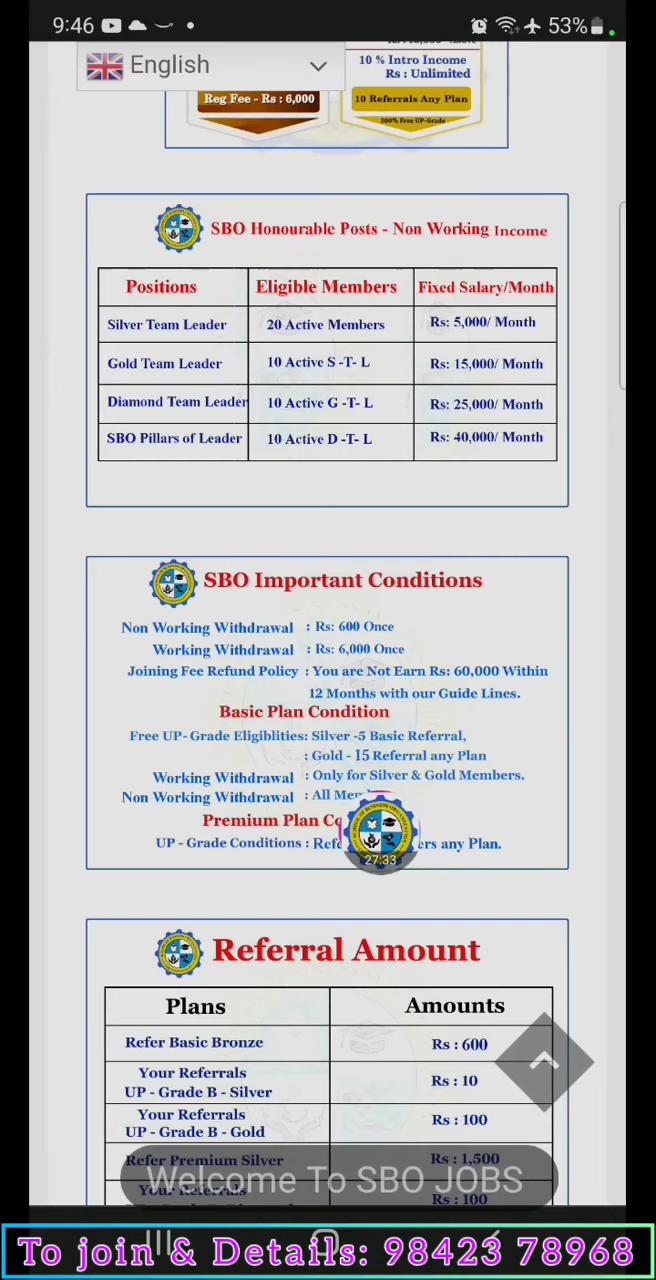 9:46
53%
English
10 % Intro Income
Rs : Unlimited
Reg Fee - Rs : 6,000
10 Referrals Any Plan
100% Free UP-Grade
SBO Honourable Posts - Non Working Income
Positions Eligible Members Fixed Salary/Month
Silver Team Leader 20 Active Members Rs: 5,000/ Month
Gold Team Leader 10 Active S -T- L Rs: 15,000/ Month
Diamond Team Leader 10 Active G -T- L Rs: 25,000/ Month
SBO Pillars of Leader 10 Active D -T- L Rs: 40,000/ Month
SBO Important Conditions
Non Working Withdrawal : Rs: 600 Once
Working Withdrawal : Rs: 6,000 Once
Joining Fee Refund Policy : You are Not Earn Rs: 60,000 Within
12 Months with our Guide Lines.
Basic Plan Condition
Free UP-Grade Eligiblities: Silver -5 Basic Referral,
: Gold - 15 Referral any Plan
Working Withdrawal : Only for Silver & Gold Members.
Non Working Withdrawal : All
Premium Plan
UP - Grade Conditions : any Plan.
27:33
Referral Amount
Plans Amounts
Refer Basic Bronze Rs : 600
Your Referrals
UP - Grade B - Silver Rs : 10
Your Referrals
UP - Grade B - Gold Rs : 100
Refer Premium Silver Rs : 1,500
Your Referrals Rs : 100
Welcome To SBO JOBS
To join & Details: 98423 78968